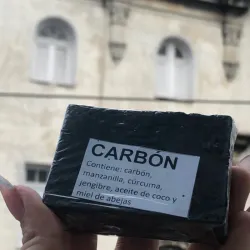 CARBÓN
Contiene: carbón,
manzanilla, cúrcuma,
jengibre, aceite de coco y
miel de abejas